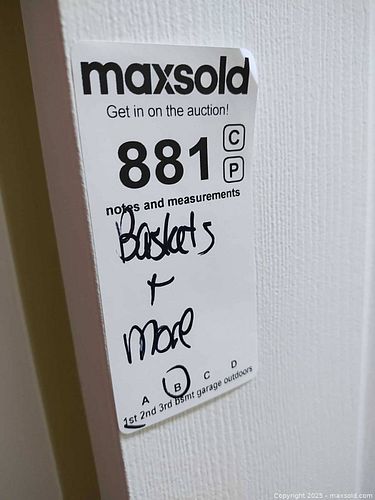 maxsold
Get in on the auction!
881 C
P
notes and measurements
Baskets
+
more
A B C D
1st 2nd 3rd bsmt garage outdoors
Copyright 2025 - maxsold.com